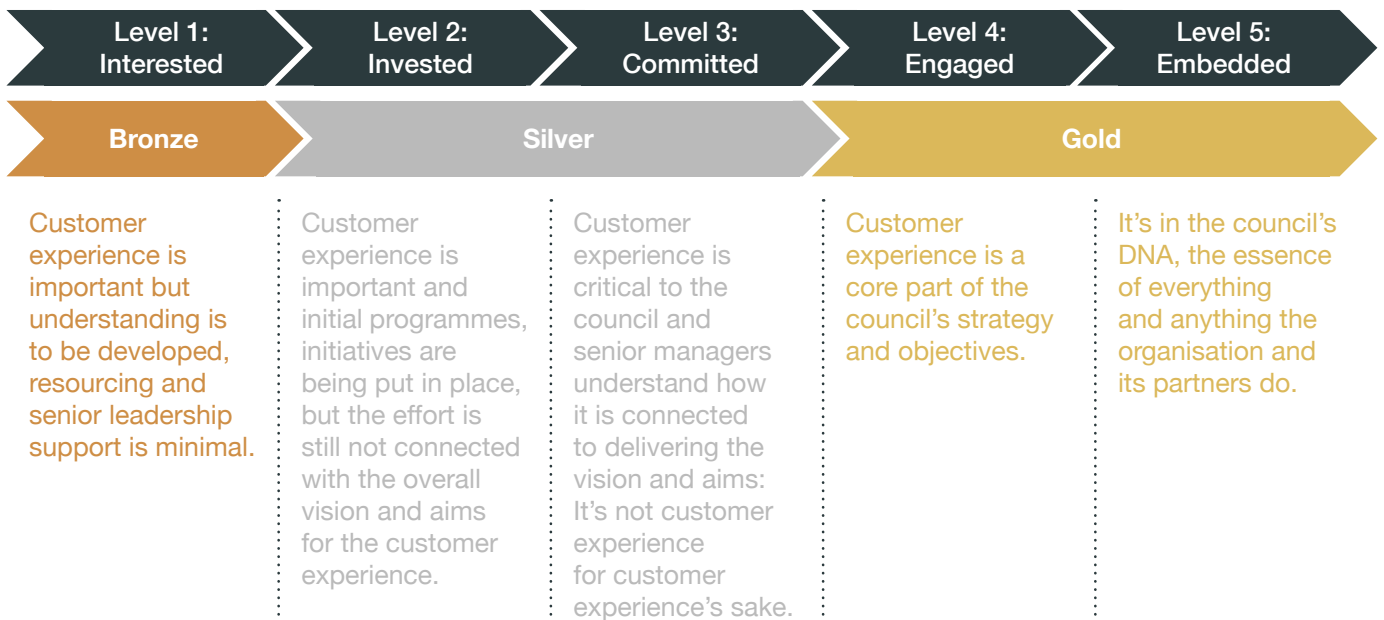 Level 1:
Interested
Level 2:
Invested
Level 3:
Committed
Level 4:
Engaged
Level 5:
Embedded
Bronze
Silver
Gold
Customer
experience is
important but
understanding is
to be developed,
resourcing and
senior leadership
support is minimal.
Customer
experience is
important and
initial programmes,
initiatives are
being put in place,
but the effort is
still not connected
with the overall
vision and aims
for the customer
experience.
Customer
experience is
critical to the
council and
senior managers
understand how
it is connected
to delivering the
vision and aims:
It’s not customer
experience
for customer
experience’s sake.
Customer
experience is a
core part of the
council’s strategy
and objectives.
It’s in the council’s
DNA, the essence
of everything
and anything the
organisation and
its partners do.